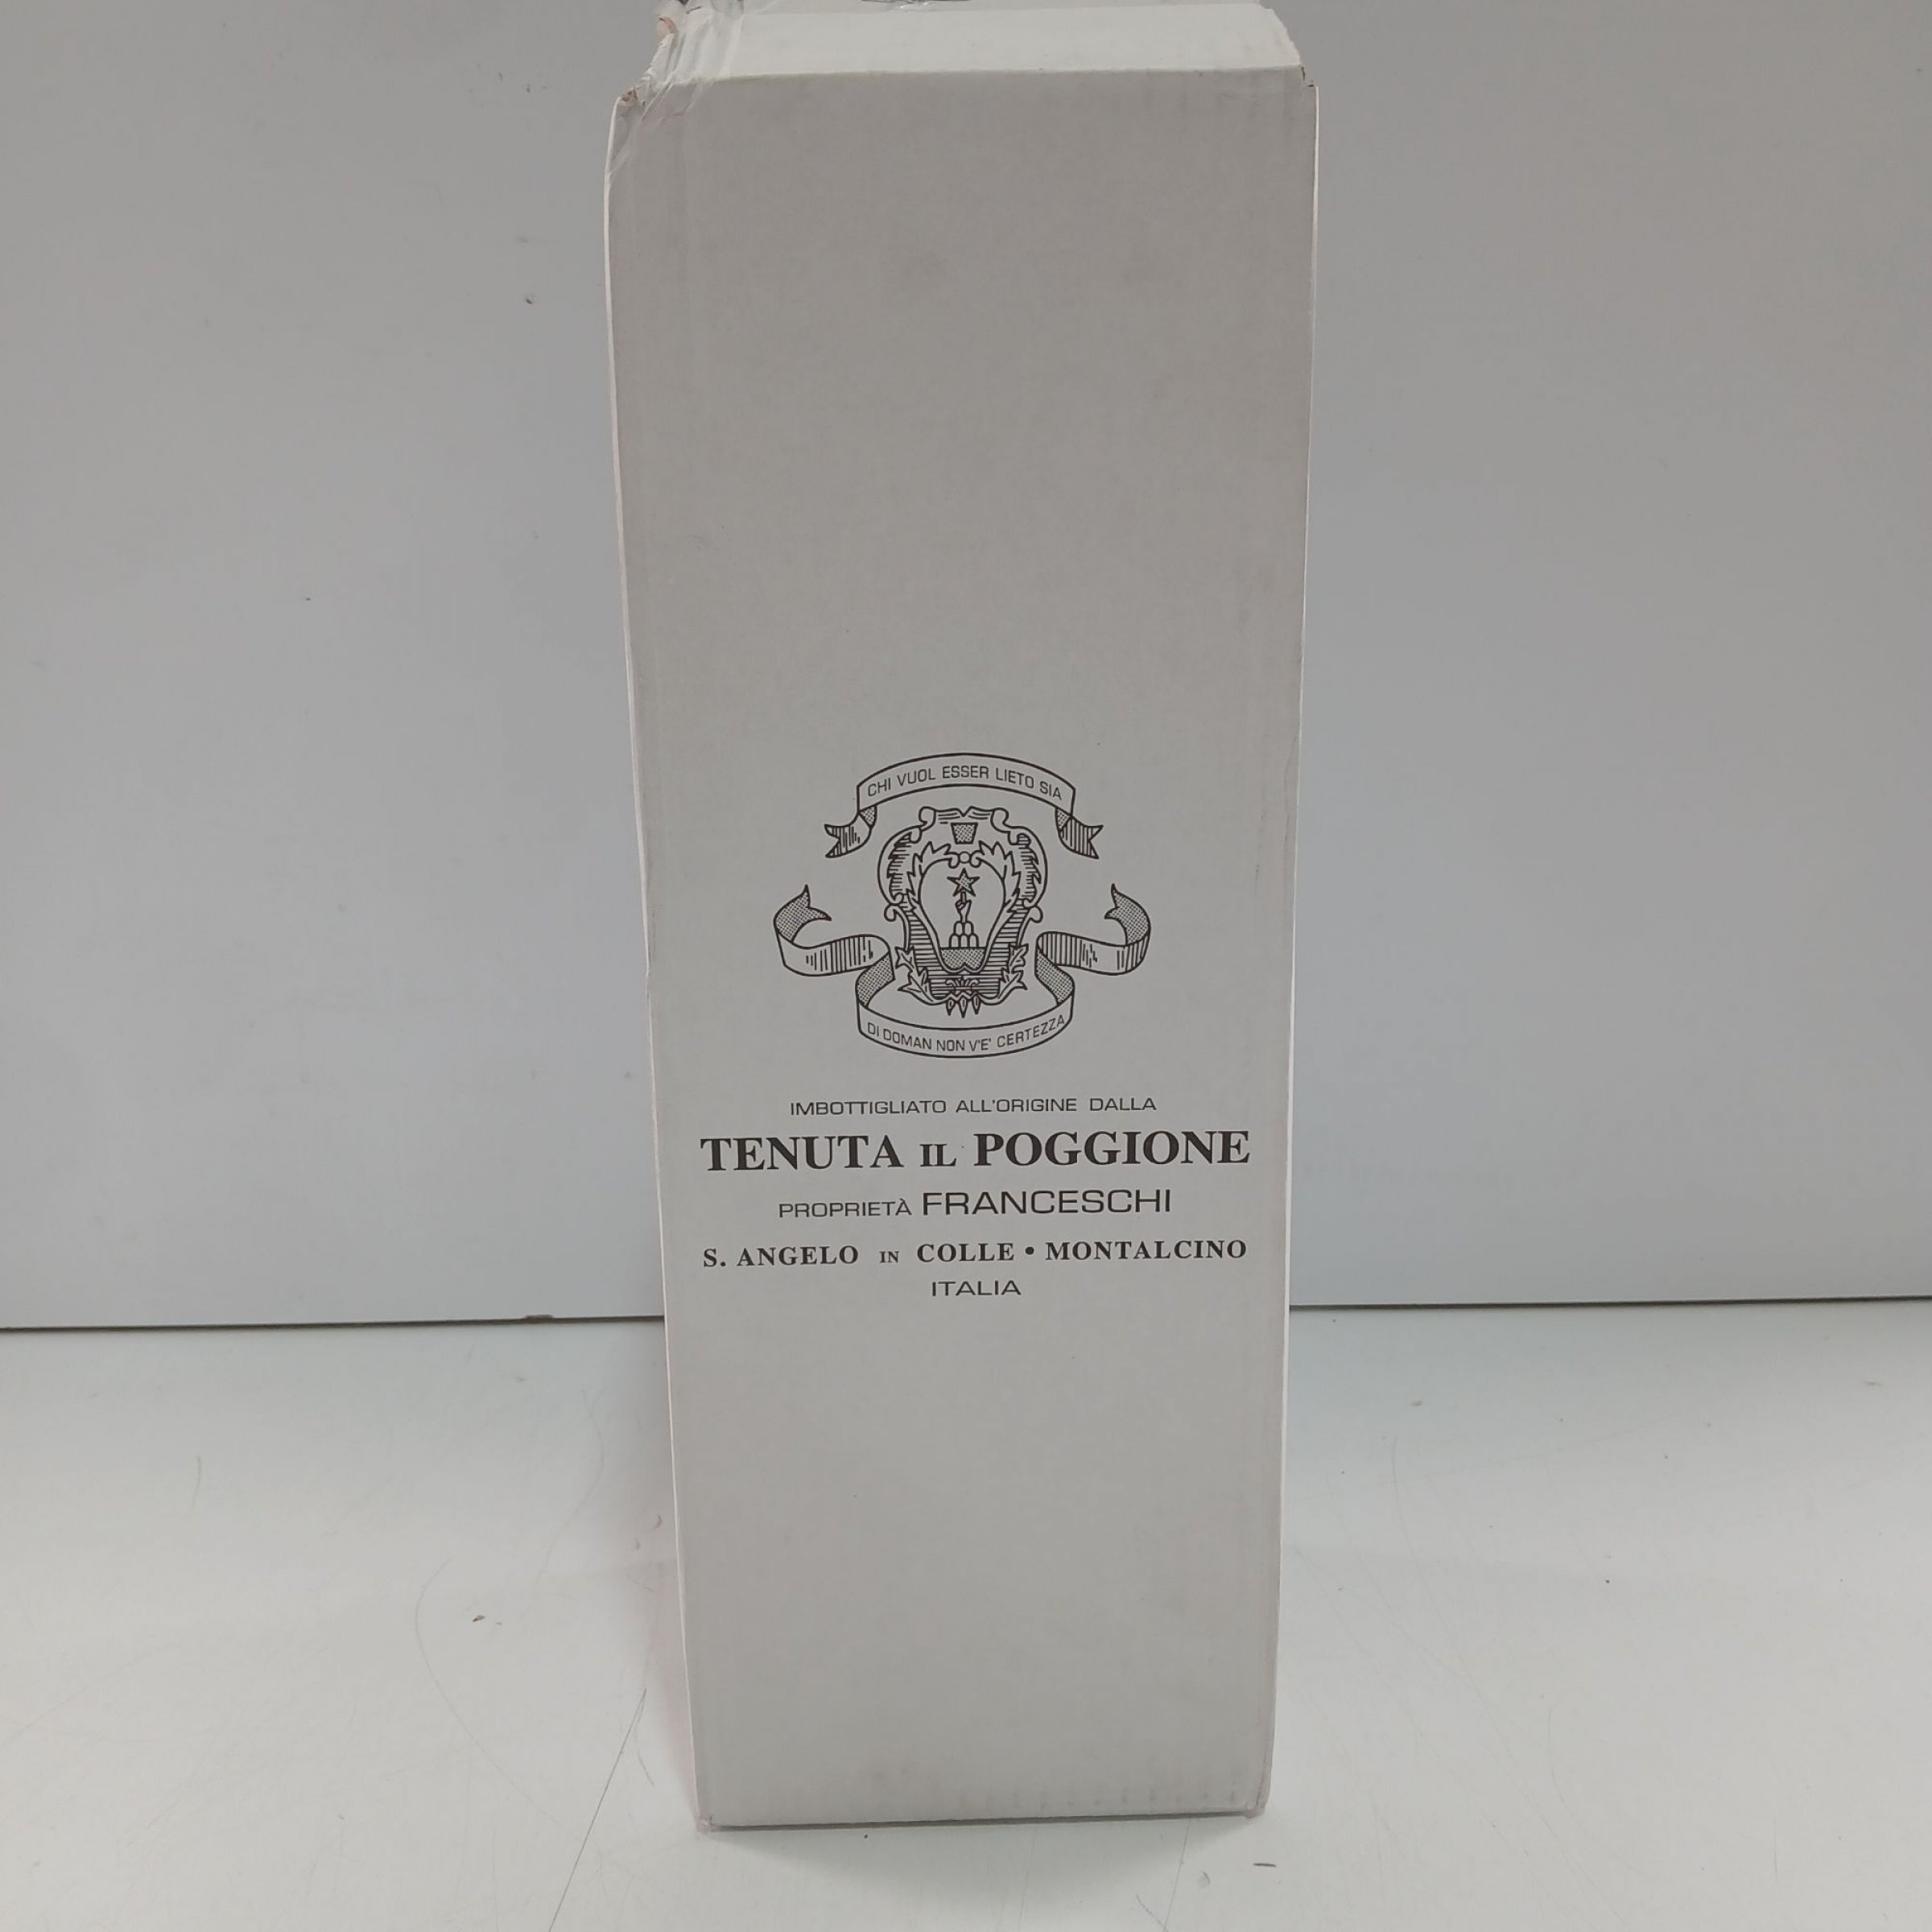 CHI VUOL ESSER LIETO SIA
DI DOMAN NON V'E' CERTEZZA
IMBOTTIGLIATO ALL'ORIGINE DALLA
TENUTA IL POGGIONE
PROPRIETÀ FRANCESCHI
S. ANGELO IN COLLE • MONTALCINO
ITALIA